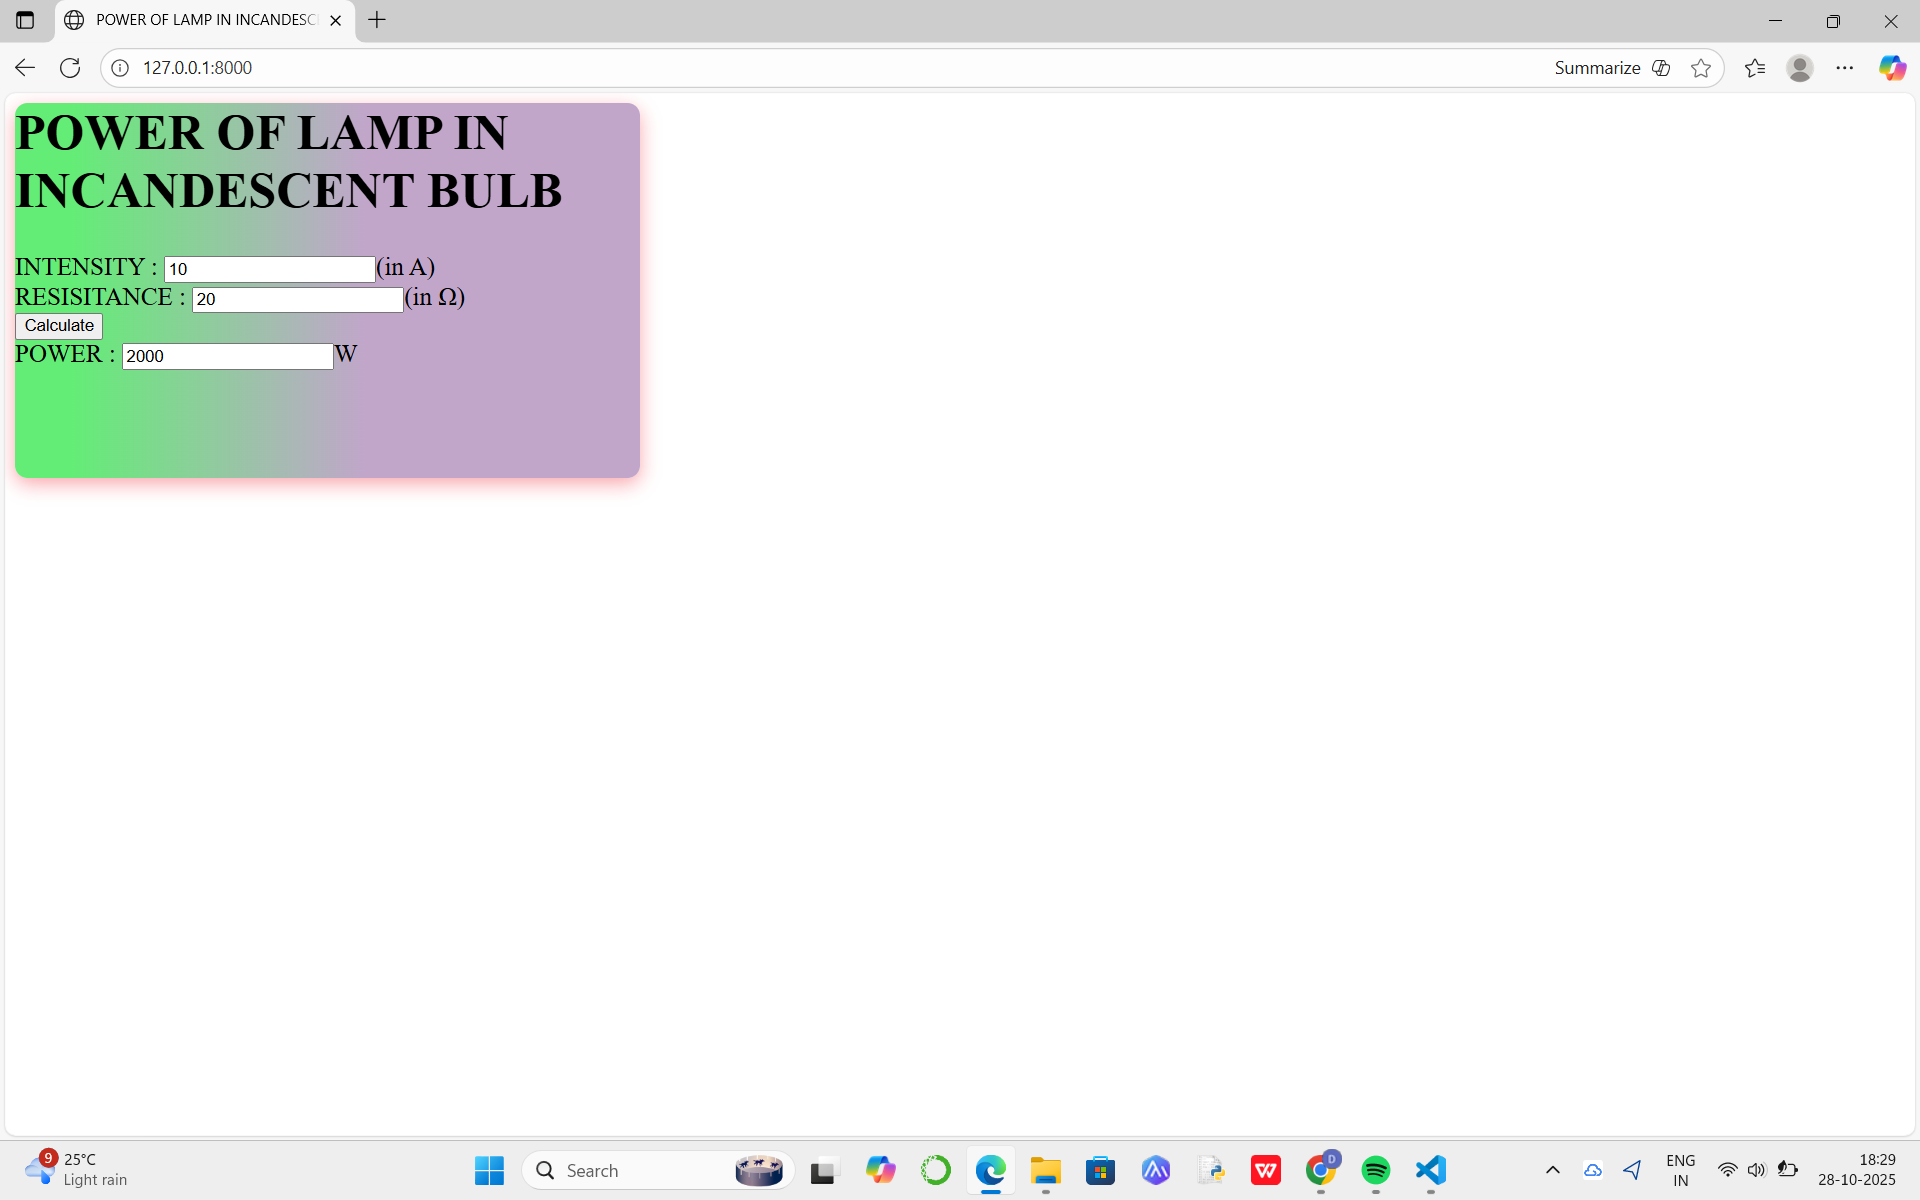 POWER OF LAMP IN INCANDESC
127.0.0.1:8000
Summarize
POWER OF LAMP IN
INCANDESCENT BULB
INTENSITY : 10 (in A)
RESISITANCE : 20 (in Ω)
Calculate
POWER : 2000 W
9
25°C
Light rain
Search
D
ENG
IN
18:29
28-10-2025